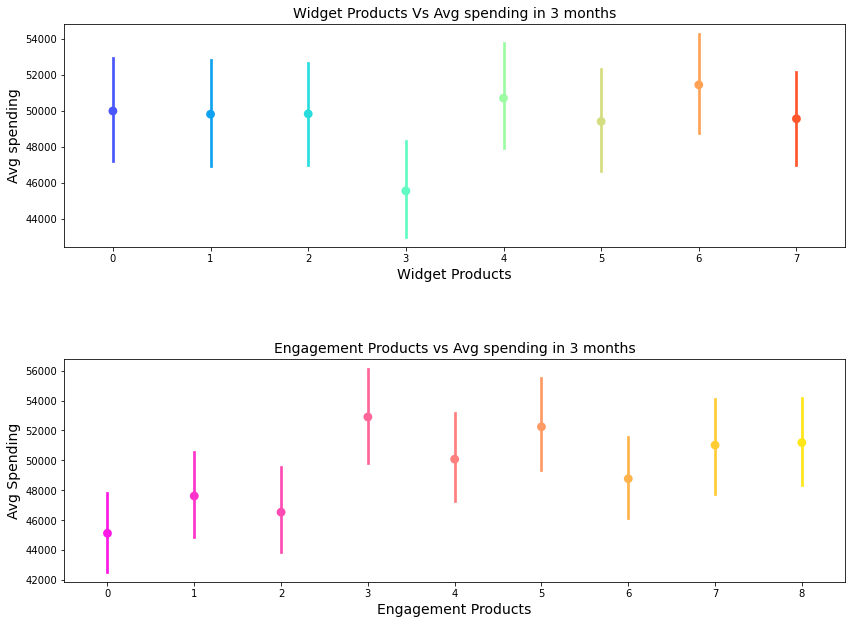 Widget Products Vs Avg spending in 3 months
54000
52000
50000
48000
46000
44000
Avg spending
0 1 2 3 4 5 6 7
Widget Products
Engagement Products vs Avg spending in 3 months
56000
54000
52000
50000
48000
46000
44000
42000
Avg Spending
0 1 2 3 4 5 6 7 8
Engagement Products